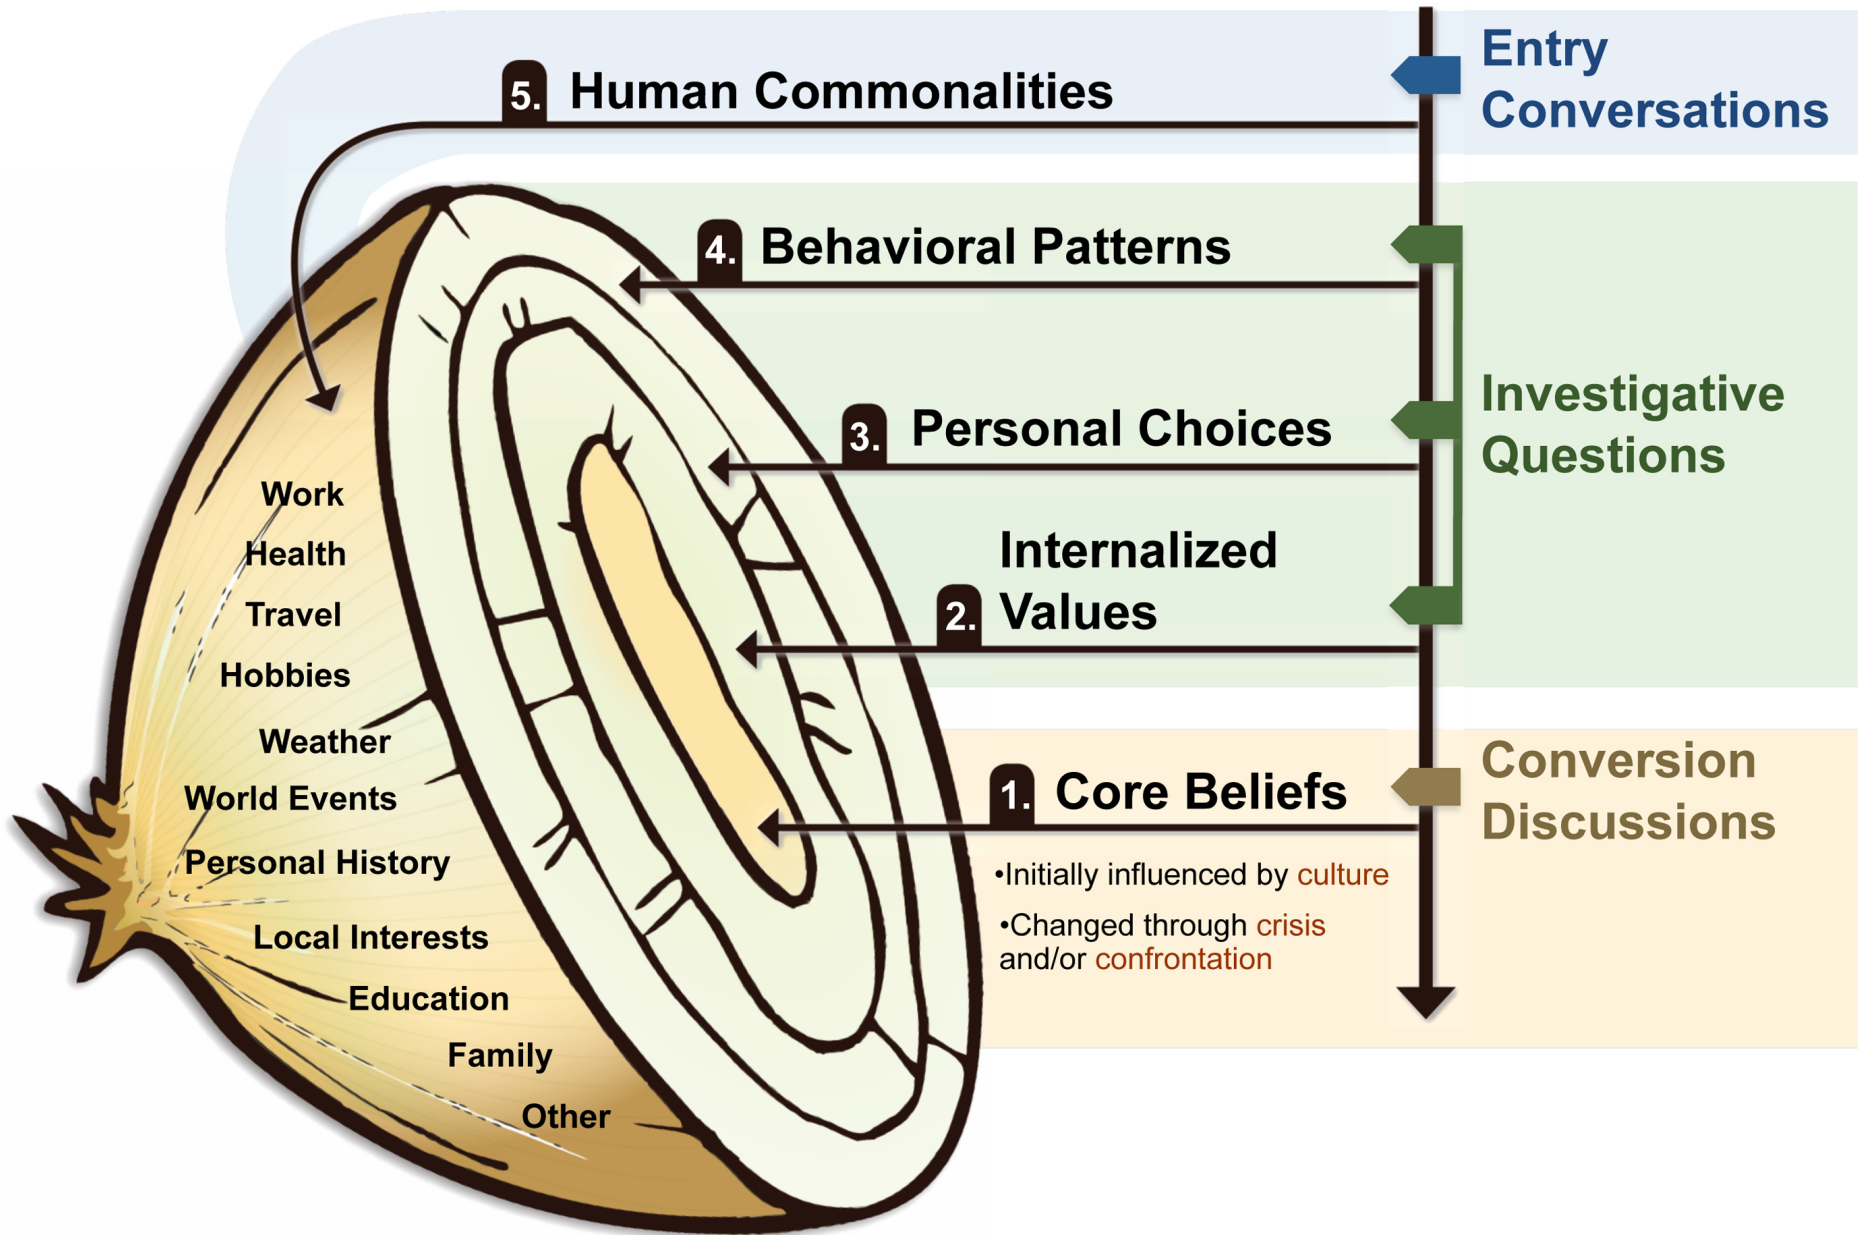 5. Human Commonalities
Entry
Conversations
4. Behavioral Patterns
3. Personal Choices
Investigative
Questions
Internalized
2. Values
1. Core Beliefs
Conversion
Discussions
•Initially influenced by culture
•Changed through crisis
and/or confrontation
Work
Health
Travel
Hobbies
Weather
World Events
Personal History
Local Interests
Education
Family
Other